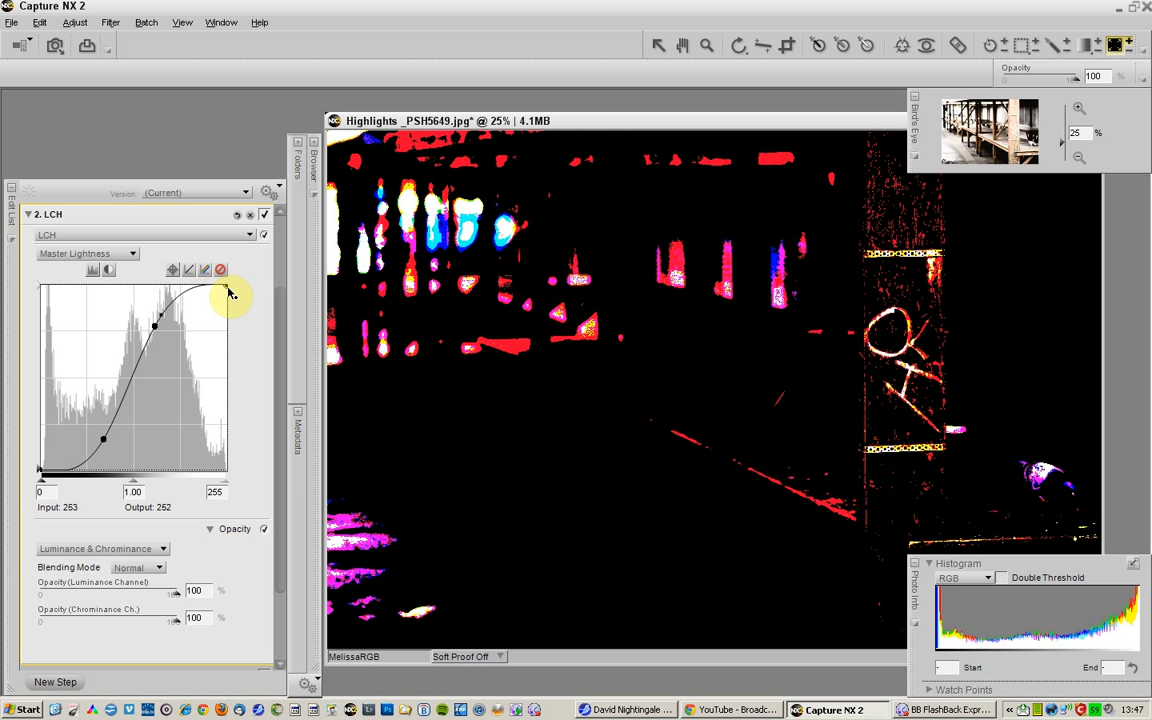 Capture NX 2
File Edit Adjust Filter Batch View Window Help
Opacity
0 100 %
Highlights _PSH5649.jpg* @ 25% | 4.1MB
Bird's Eye
25 %
Folders
Browser
Metadata
Edit List
Version (Current)
2. LCH
LCH
Master Lightness
0 1.00 255
Input: 253 Output: 252
Opacity
Luminance & Chrominance
Blending Mode Normal
Opacity(Luminance Channel)
0 100 %
Opacity (Chrominance Ch.)
0 100 %
New Step
MelissaRGB Soft Proof Off
Photo Info
Histogram
RGB Double Threshold
- Start End -
Watch Points
Start David Nightingale ... YouTube - Broadc... Capture NX 2 BB FlashBack Expr... 59 13:47